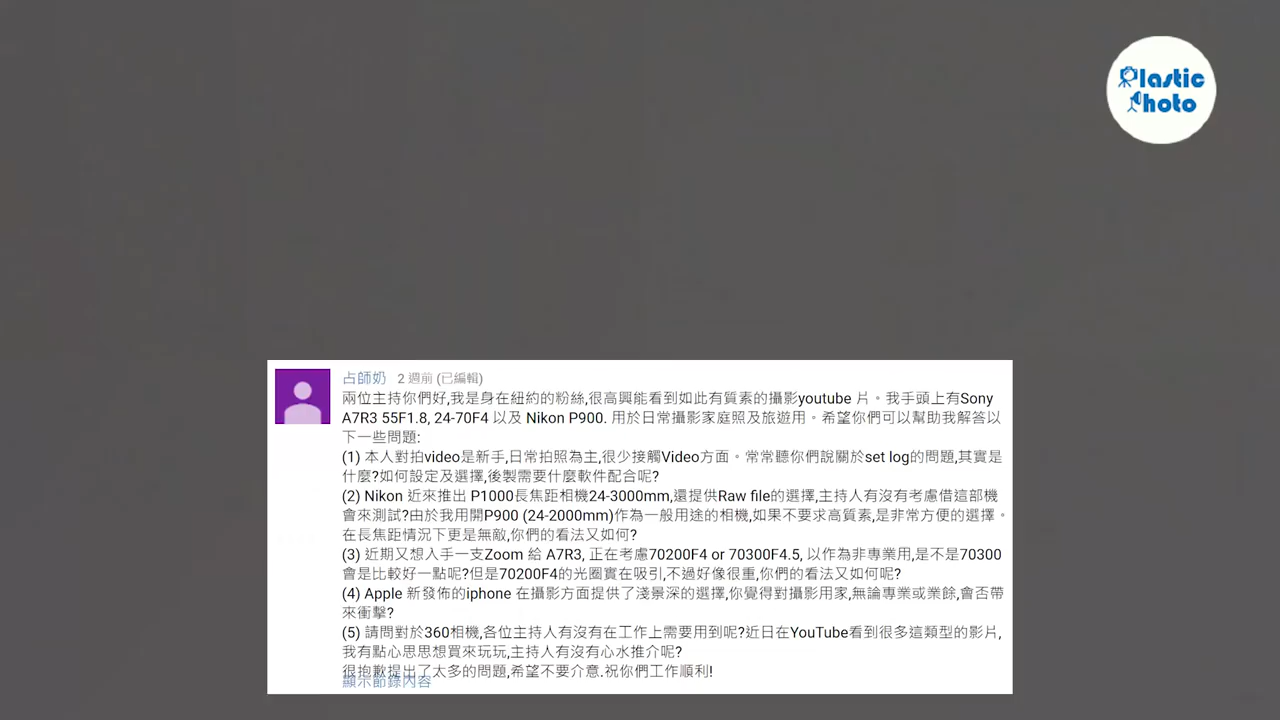 Plastic
Photo
占師奶 2 週前 (已編輯)
兩位主持你們好,我是身在紐約的粉絲,很高興能看到如此有質素的攝影youtube 片。我手頭上有Sony
A7R3 55F1.8, 24-70F4 以及 Nikon P900. 用於日常攝影家庭照及旅遊用。希望你們可以幫助我解答以
下一些問題:
(1) 本人對拍video是新手,日常拍照為主,很少接觸Video方面。常常聽你們說關於set log的問題,其實是
什麼?如何設定及選擇,後製需要什麼軟件配合呢?
(2) Nikon 近來推出 P1000長焦距相機24-3000mm,還提供Raw file的選擇,主持人有沒有考慮借這部機
會來測試?由於我用開P900 (24-2000mm)作為一般用途的相機,如果不要求高質素,是非常方便的選擇。
在長焦距情況下更是無敵,你們的看法又如何?
(3) 近期又想入手一支Zoom 給 A7R3, 正在考慮70200F4 or 70300F4.5, 以作為非專業用,是不是70300
會是比較好一點呢?但是70200F4的光圈實在吸引,不過好像很重,你們的看法又如何呢?
(4) Apple 新發佈的iphone 在攝影方面提供了淺景深的選擇,你覺得對攝影用家,無論專業或業餘,會否帶
來衝擊?
(5) 請問對於360相機,各位主持人有沒有在工作上需要用到呢?近日在YouTube看到很多這類型的影片,
我有點心思思想買來玩玩,主持人有沒有心水推介呢?
很抱歉提出了太多的問題,希望不要介意.祝你們工作順利!
顯示節錄內容